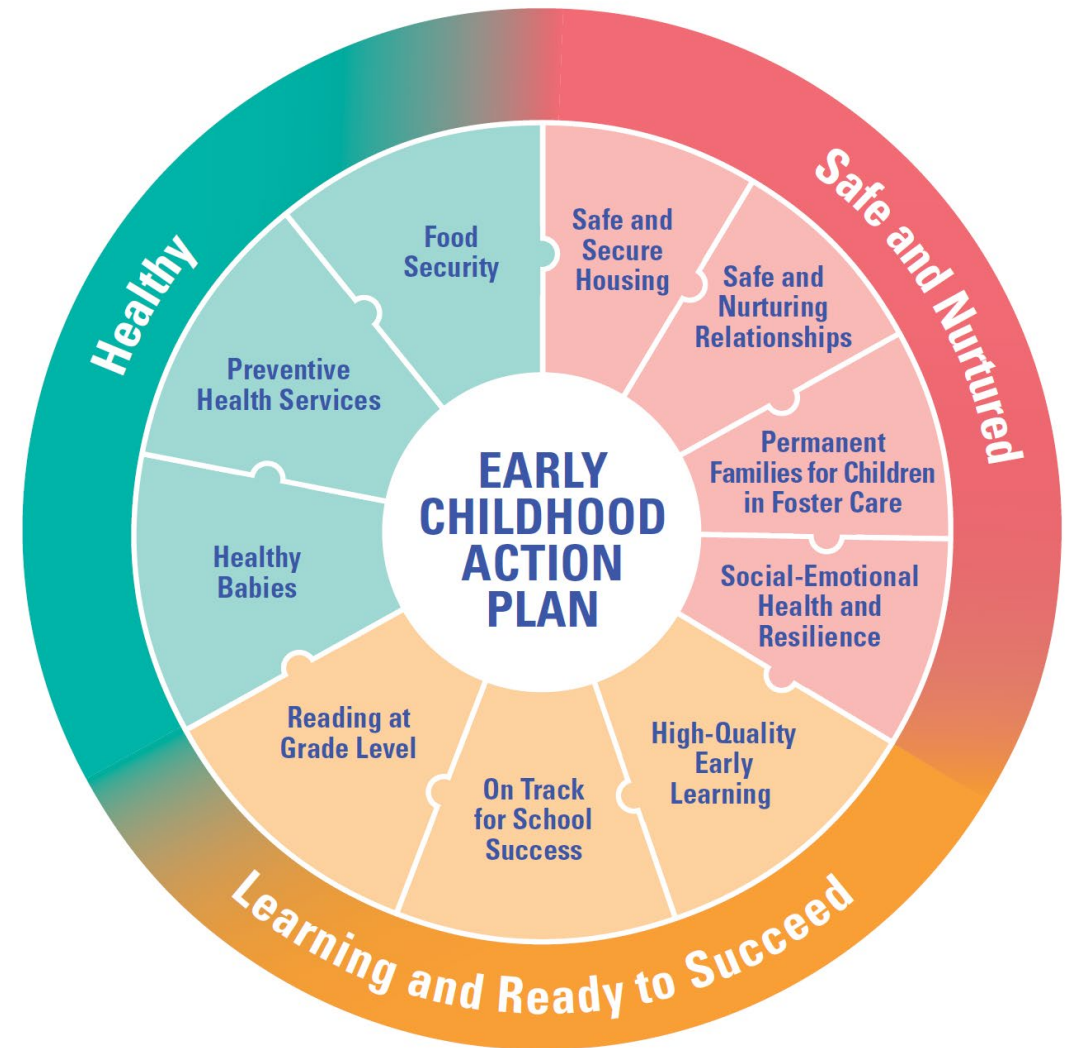 EARLY
CHILDHOOD
ACTION
PLAN
Healthy
Food
Security
Preventive
Health Services
Healthy
Babies
Safe and Nurtured
Safe and
Secure
Housing
Safe and
Nurturing
Relationships
Permanent
Families for Children
in Foster Care
Social-Emotional
Health and
Resilience
Learning and Ready to Succeed
High-Quality
Early
Learning
On Track
for School
Success
Reading at
Grade Level